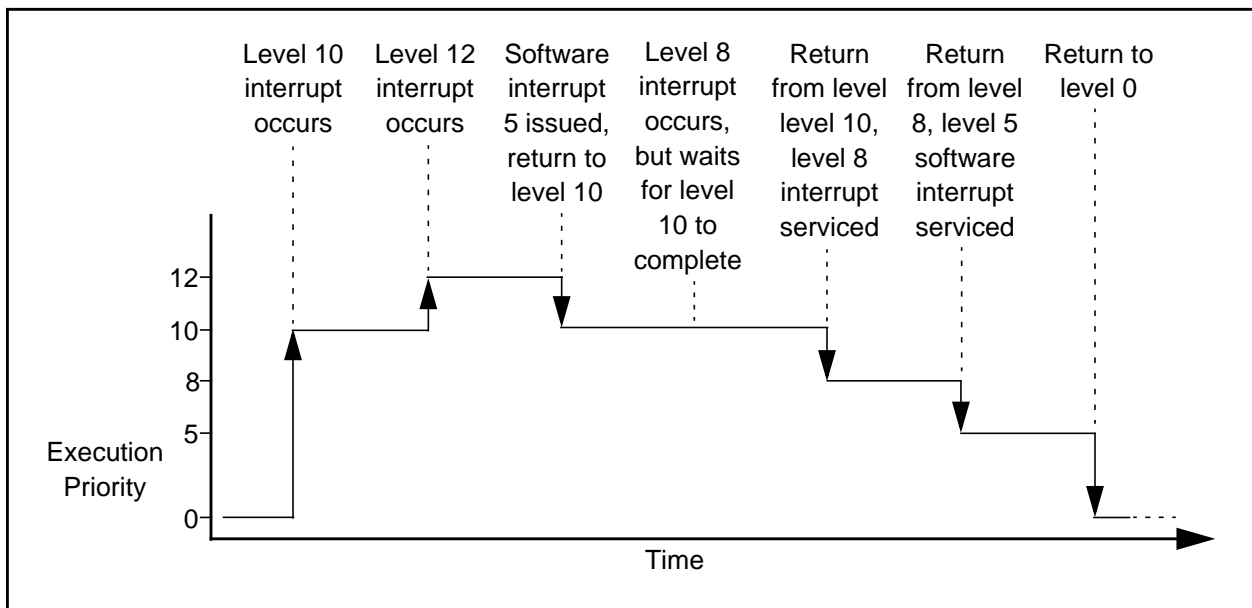 Level 10
interrupt
occurs
Level 12
interrupt
occurs
Software
interrupt
5 issued,
return to
level 10
Level 8
interrupt
occurs,
but waits
for level
10 to
complete
Return
from level
level 10,
level 8
interrupt
serviced
Return
from level
8, level 5
software
interrupt
serviced
Return to
level 0
12
10
8
5
0
Execution
Priority
Time